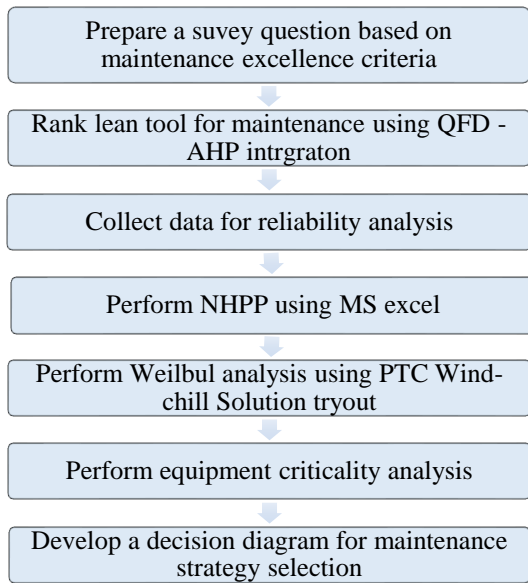 Prepare a suvey question based on
maintenance excellence criteria
Rank lean tool for maintenance using QFD -
AHP intrgraton
Collect data for reliability analysis
Perform NHPP using MS excel
Perform Weilbul analysis using PTC Wind-
chill Solution tryout
Perform equipment criticality analysis
Develop a decision diagram for maintenance
strategy selection